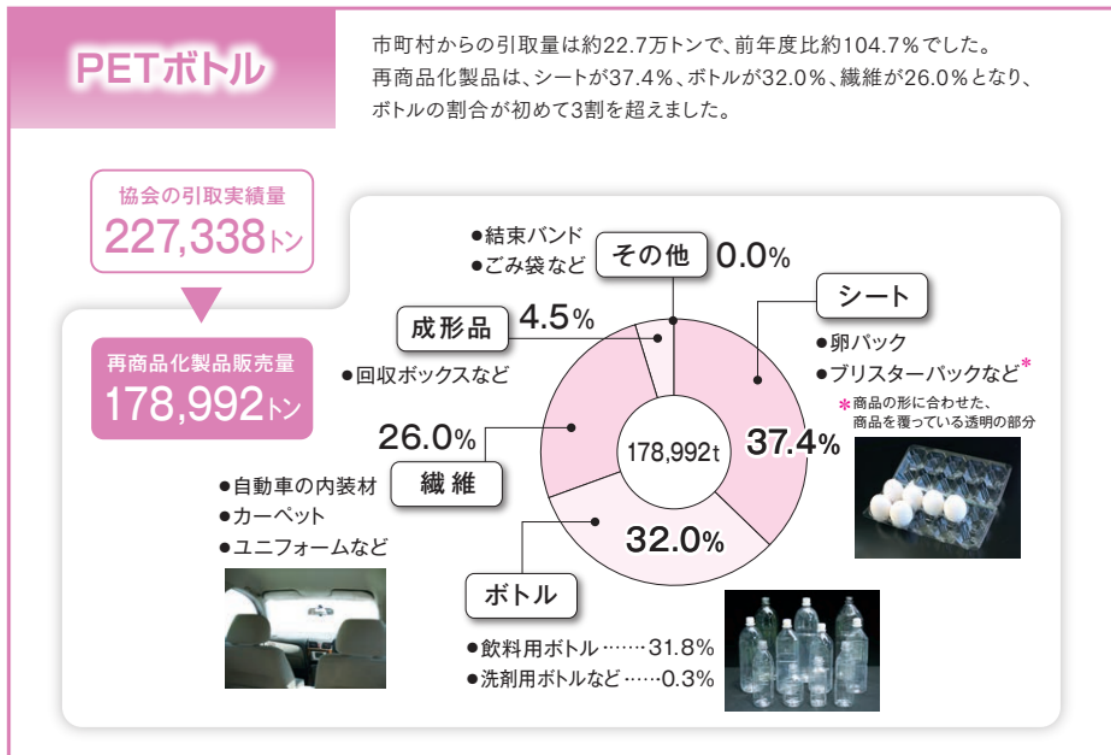 PETボトル
市町村からの引取量は約22.7万トンで、前年度比約104.7%でした。
再商品化製品は、シートが37.4%、ボトルが32.0%、繊維が26.0%となり、
ボトルの割合が初めて3割を超えました。
協会の引取実績量
227,338トン
再商品化製品販売量
178,992トン
●結束バンド
●ごみ袋など
その他 0.0%
シート
●卵パック
●ブリスターパックなど*
*商品の形に合わせた、
商品を覆っている透明の部分
37.4%
成形品 4.5%
●回収ボックスなど
178,992t
26.0%
繊維
●自動車の内装材
●カーペット
●ユニフォームなど
32.0%
ボトル
●飲料用ボトル……31.8%
●洗剤用ボトルなど……0.3%